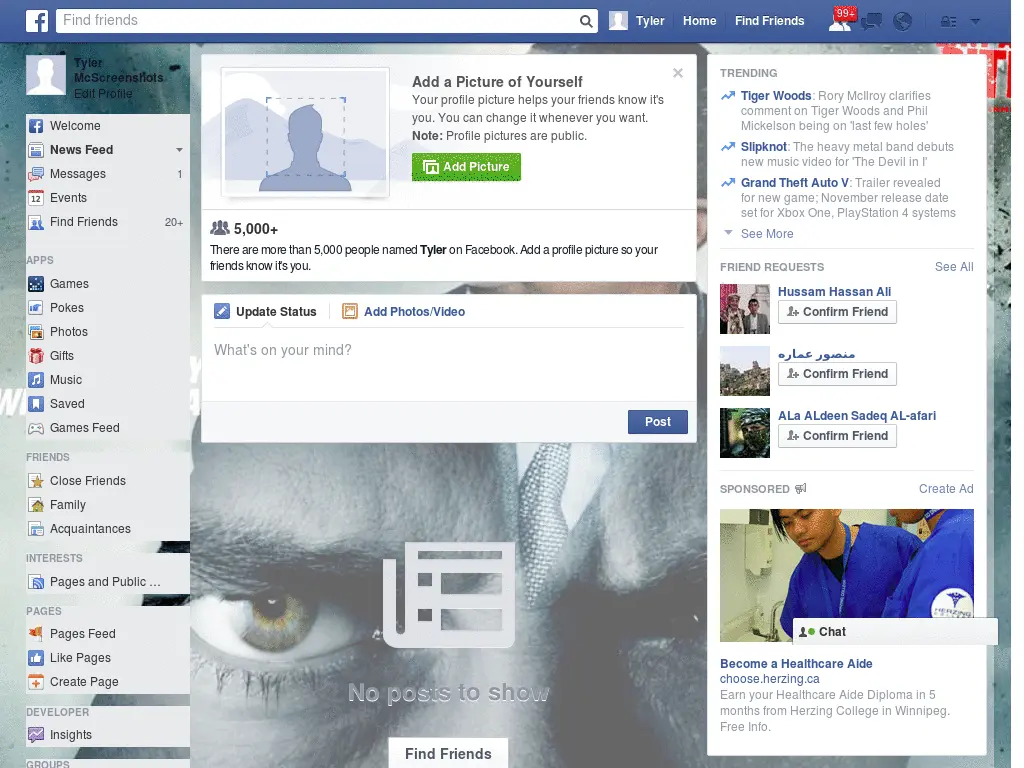 Find friends
Tyler
Home
Find Friends
99+
Tyler
McScreenshots
Edit Profile
Welcome
News Feed
Messages 1
12 Events
Find Friends 20+
APPS
Games
Pokes
Photos
Gifts
Music
Saved
Games Feed
FRIENDS
Close Friends
Family
Acquaintances
INTERESTS
Pages and Public ...
PAGES
Pages Feed
Like Pages
Create Page
DEVELOPER
Insights
GROUPS
Add a Picture of Yourself
Your profile picture helps your friends know it's
you. You can change it whenever you want.
Note: Profile pictures are public.
Add Picture
5,000+
There are more than 5,000 people named Tyler on Facebook. Add a profile picture so your
friends know it's you.
Update Status
Add Photos/Video
What's on your mind?
Post
No posts to show
Find Friends
TRENDING
Tiger Woods: Rory McIlroy clarifies
comment on Tiger Woods and Phil
Mickelson being on 'last few holes'
Slipknot: The heavy metal band debuts
new music video for 'The Devil in I'
Grand Theft Auto V: Trailer revealed
for new game; November release date
set for Xbox One, PlayStation 4 systems
See More
FRIEND REQUESTS See All
Hussam Hassan Ali
Confirm Friend
منصور عماره
Confirm Friend
ALa ALdeen Sadeq AL-afari
Confirm Friend
SPONSORED Create Ad
HERZING
Chat
Become a Healthcare Aide
choose.herzing.ca
Earn your Healthcare Aide Diploma in 5
months from Herzing College in Winnipeg.
Free Info.